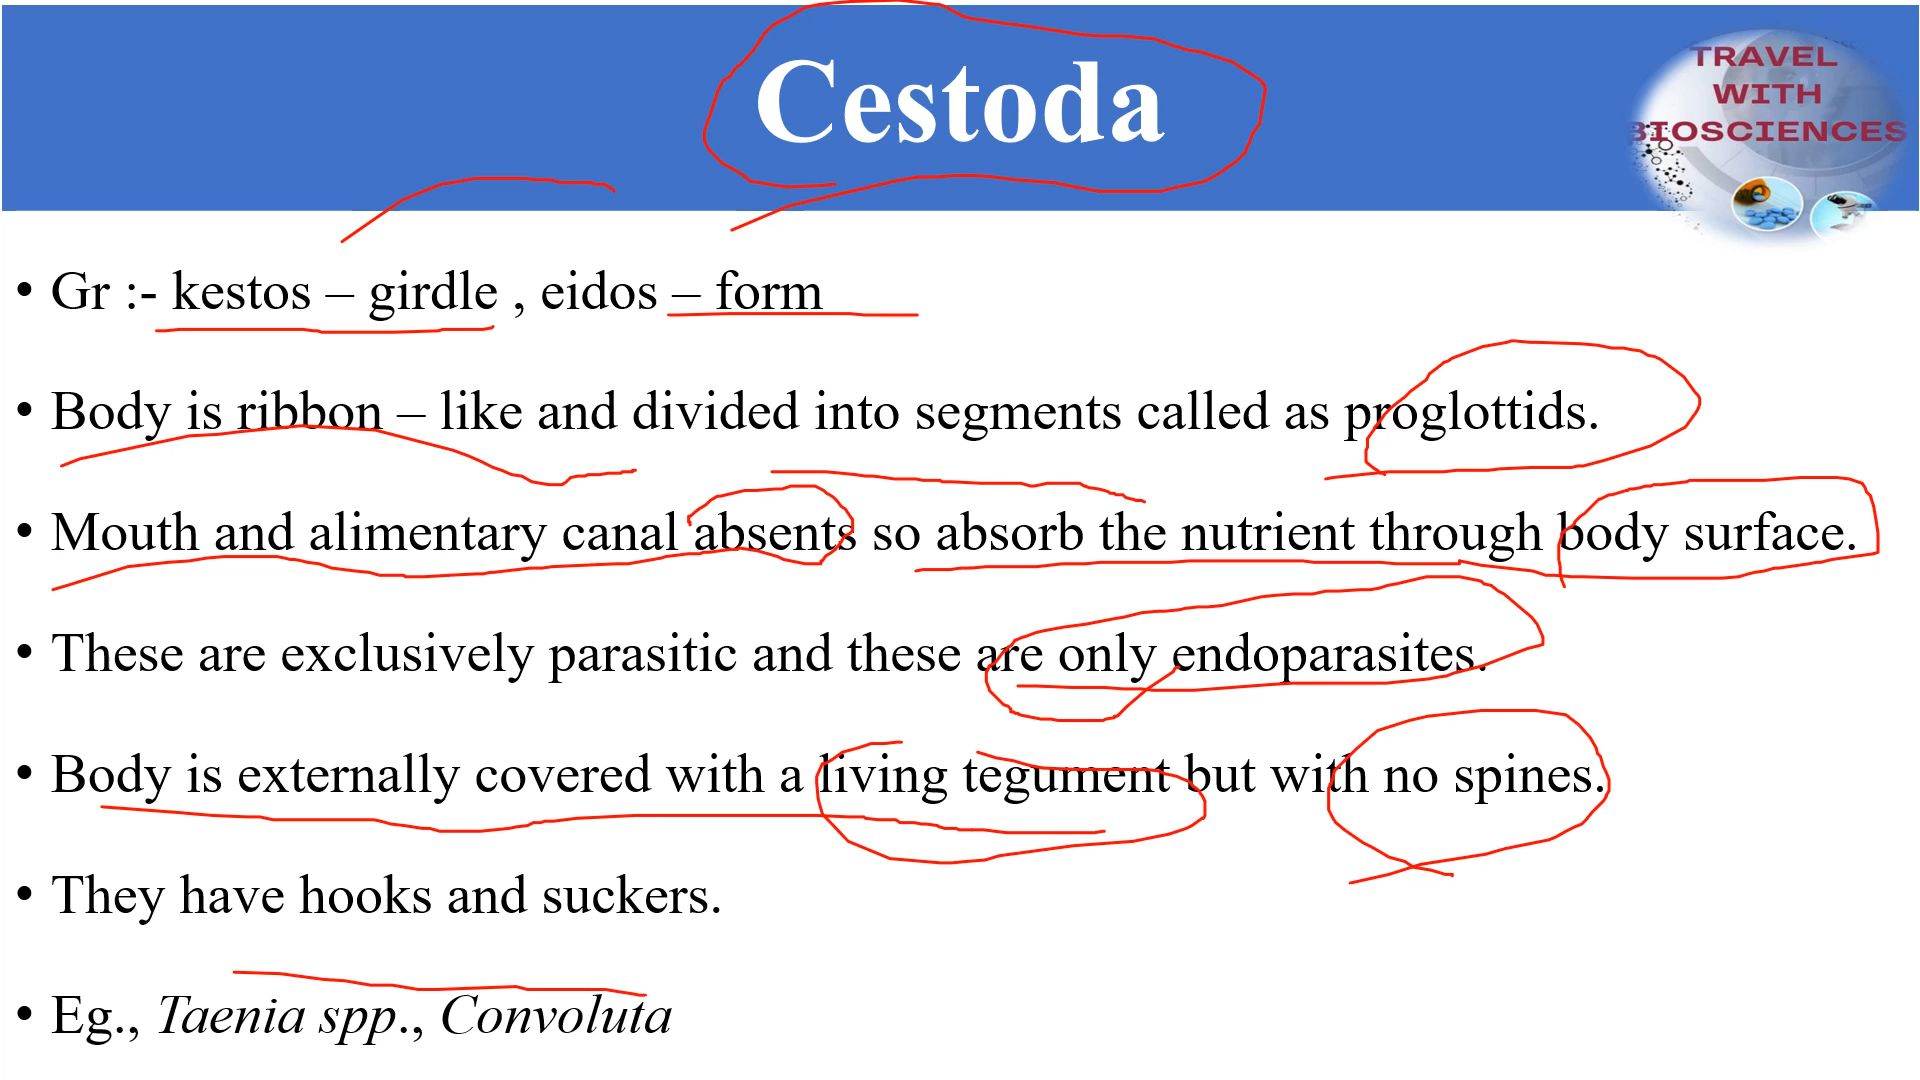 Cestoda
TRAVEL
WITH
BIOSCIENCES
• Gr :- kestos – girdle , eidos – form
• Body is ribbon – like and divided into segments called as proglottids.
• Mouth and alimentary canal absents so absorb the nutrient through body surface.
• These are exclusively parasitic and these are only endoparasites.
• Body is externally covered with a living tegument but with no spines.
• They have hooks and suckers.
• Eg., Taenia spp., Convoluta